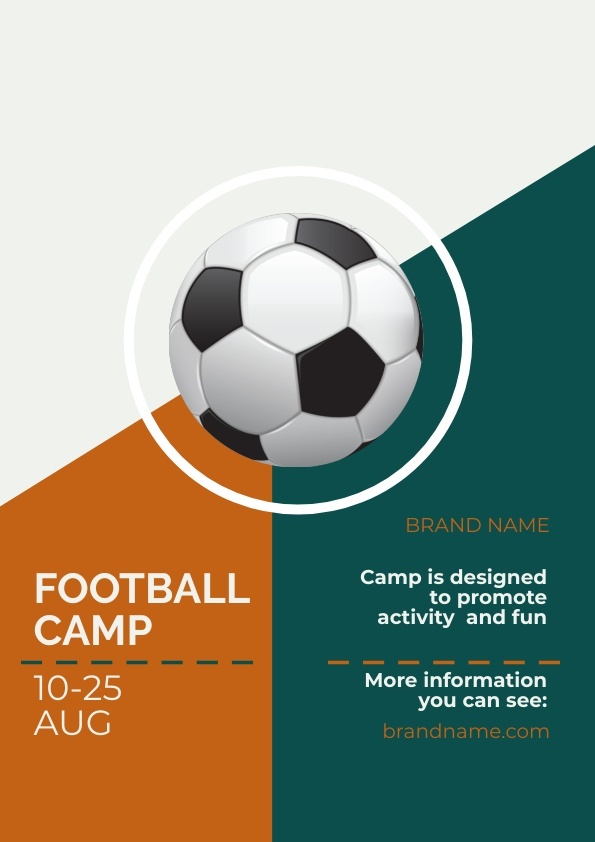 FOOTBALL
CAMP
10-25
AUG
BRAND NAME
Camp is designed
to promote
activity  and fun
More information
you can see:
brandname.com